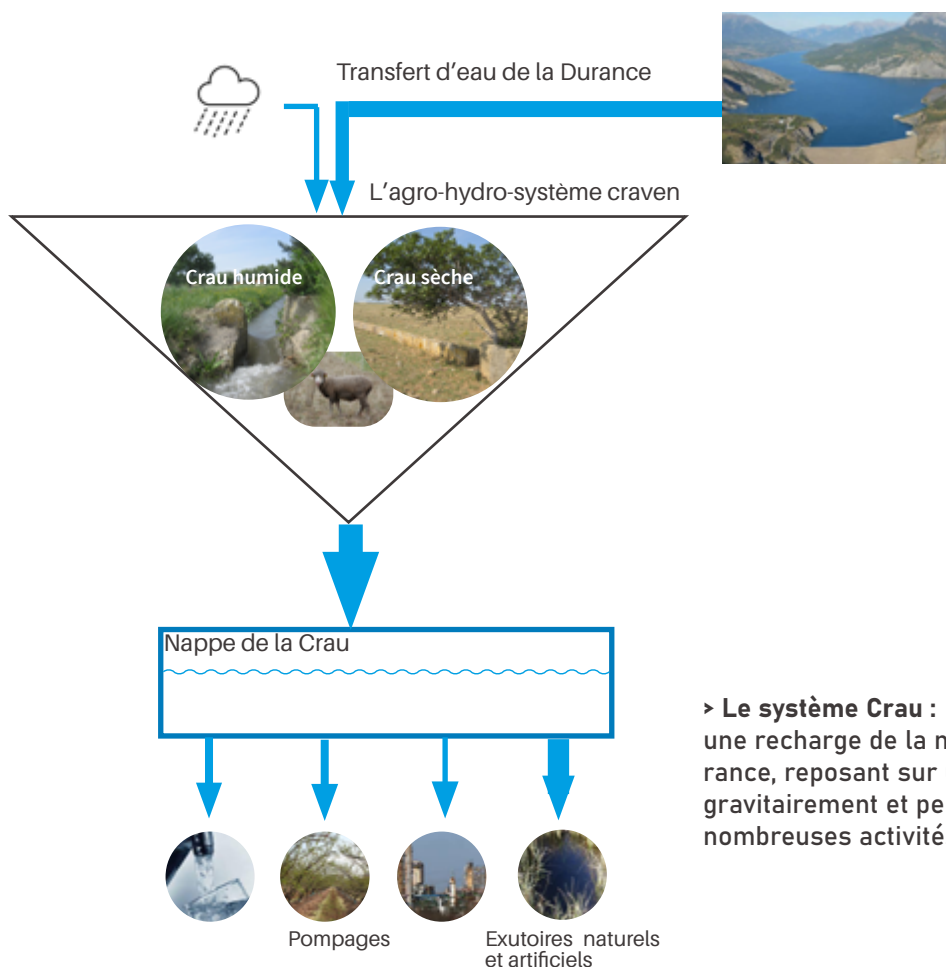 Transfert d'eau de la Durance
L'agro-hydro-système craven
Crau humide
Crau sèche
Nappe de la Crau
> Le système Crau :
une recharge de la n
rance, reposant sur
gravitairement et pe
nombreuses activité
Pompages
Exutoires naturels
et artificiels